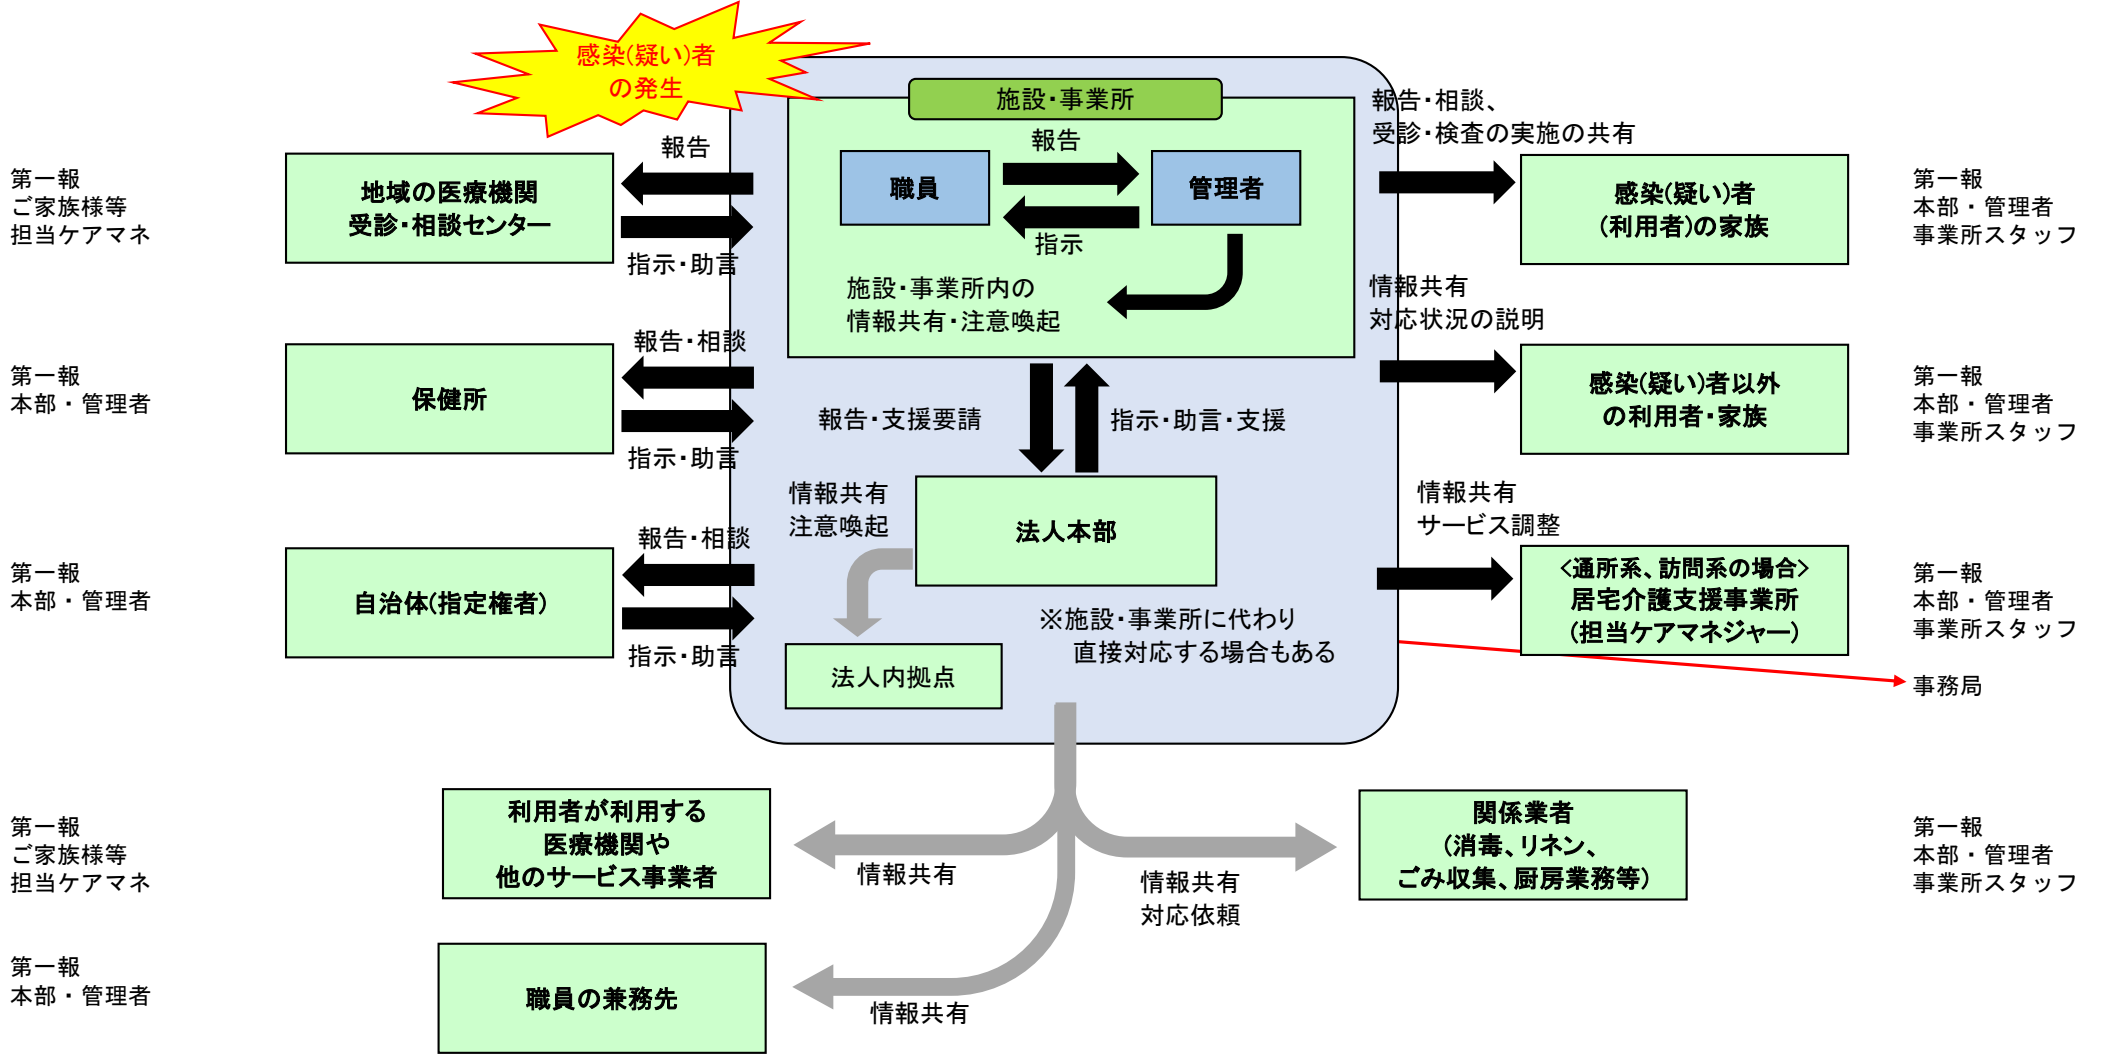 感染(疑い)者
の発生
施設・事業所
報告
職員
管理者
指示
施設・事業所内の
情報共有・注意喚起
第一報
ご家族様等
担当ケアマネ
地域の医療機関
受診・相談センター
報告
指示・助言
報告・相談、
受診・検査の実施の共有
感染(疑い)者
(利用者)の家族
第一報
本部・管理者
事業所スタッフ
第一報
本部・管理者
保健所
報告・相談
指示・助言
報告・支援要請
指示・助言・支援
情報共有
対応状況の説明
感染(疑い)者以外
の利用者・家族
第一報
本部・管理者
事業所スタッフ
第一報
本部・管理者
自治体(指定権者)
報告・相談
指示・助言
情報共有
注意喚起
法人本部
※施設・事業所に代わり
直接対応する場合もある
法人内拠点
情報共有
サービス調整
<通所系、訪問系の場合>
居宅介護支援事業所
(担当ケアマネジャー)
第一報
本部・管理者
事業所スタッフ
事務局
第一報
ご家族様等
担当ケアマネ
利用者が利用する
医療機関や
他のサービス事業者
情報共有
情報共有
対応依頼
関係業者
(消毒、リネン、
ごみ収集、厨房業務等)
第一報
本部・管理者
事業所スタッフ
第一報
本部・管理者
職員の兼務先
情報共有